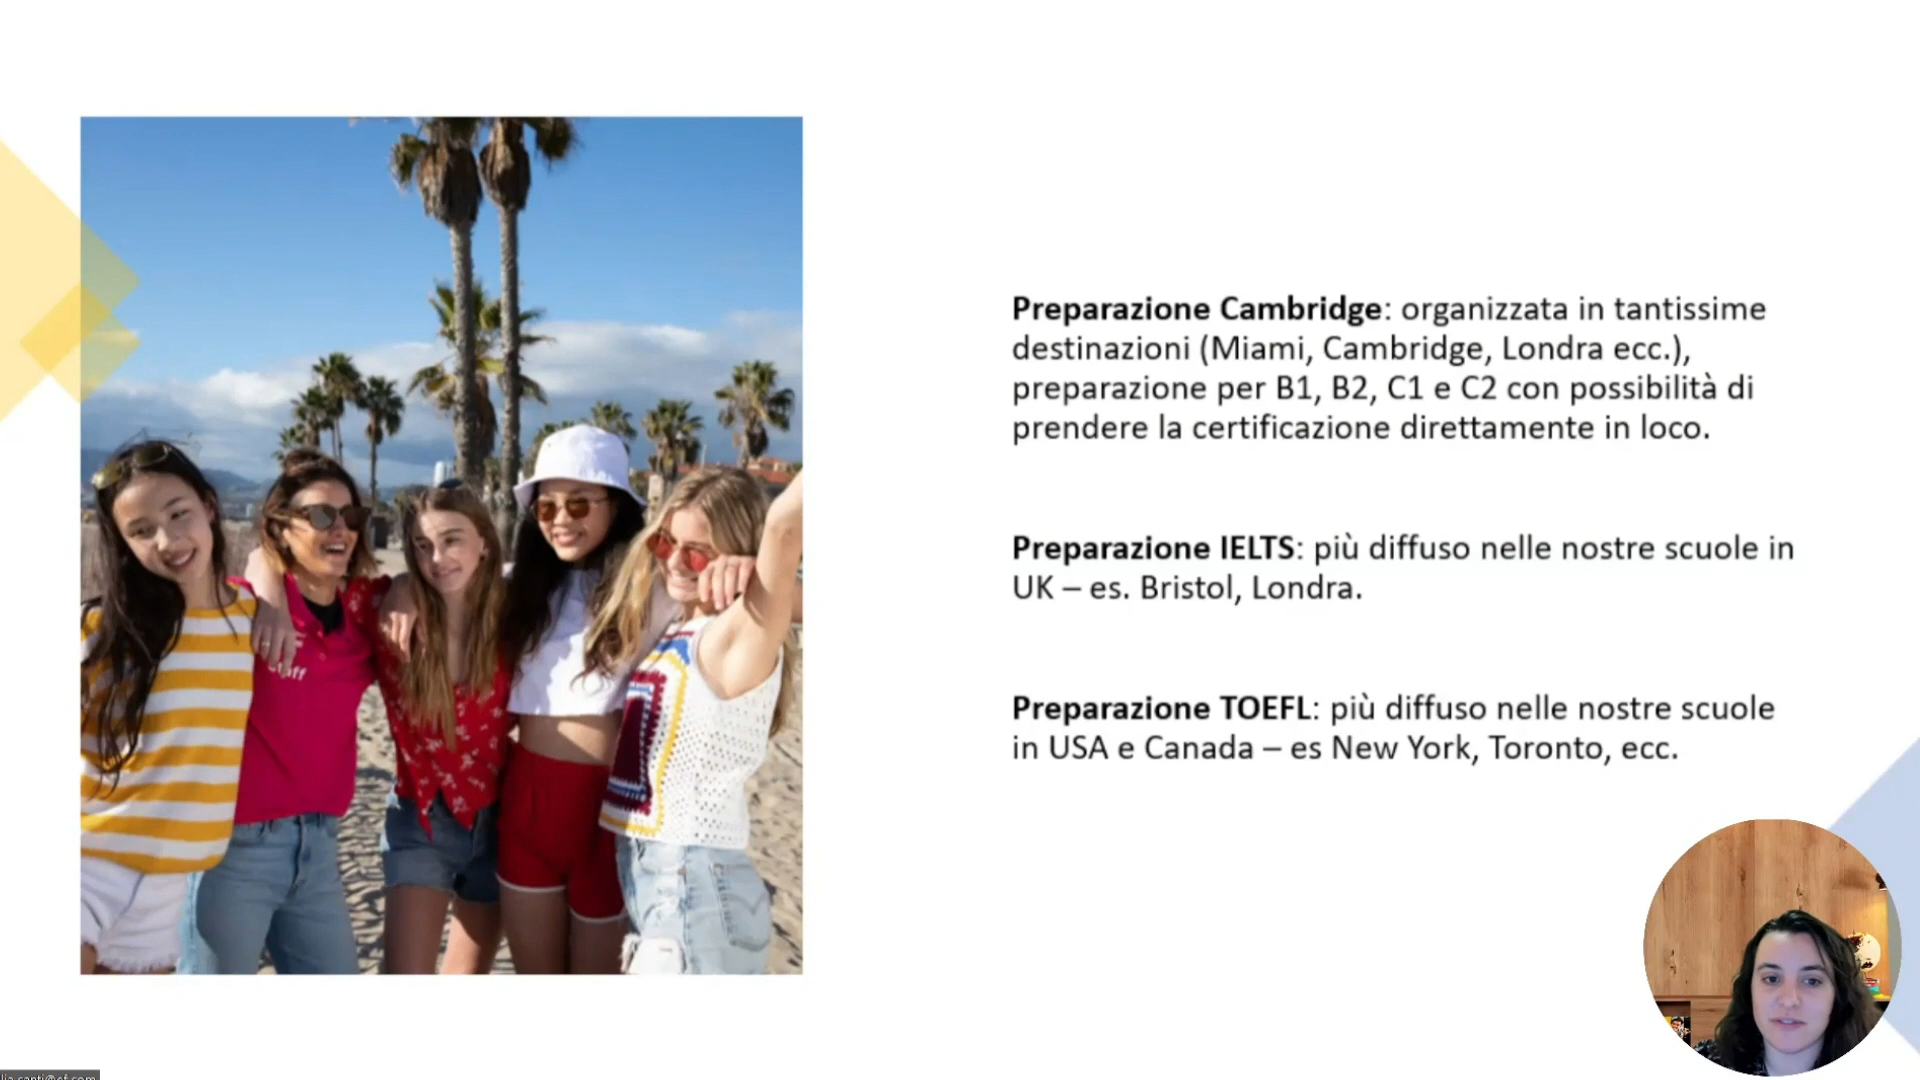 Preparazione Cambridge: organizzata in tantissime
destinazioni (Miami, Cambridge, Londra ecc.),
preparazione per B1, B2, C1 e C2 con possibilità di
prendere la certificazione direttamente in loco.
Preparazione IELTS: più diffuso nelle nostre scuole in
UK – es. Bristol, Londra.
Preparazione TOEFL: più diffuso nelle nostre scuole
in USA e Canada – es New York, Toronto, ecc.